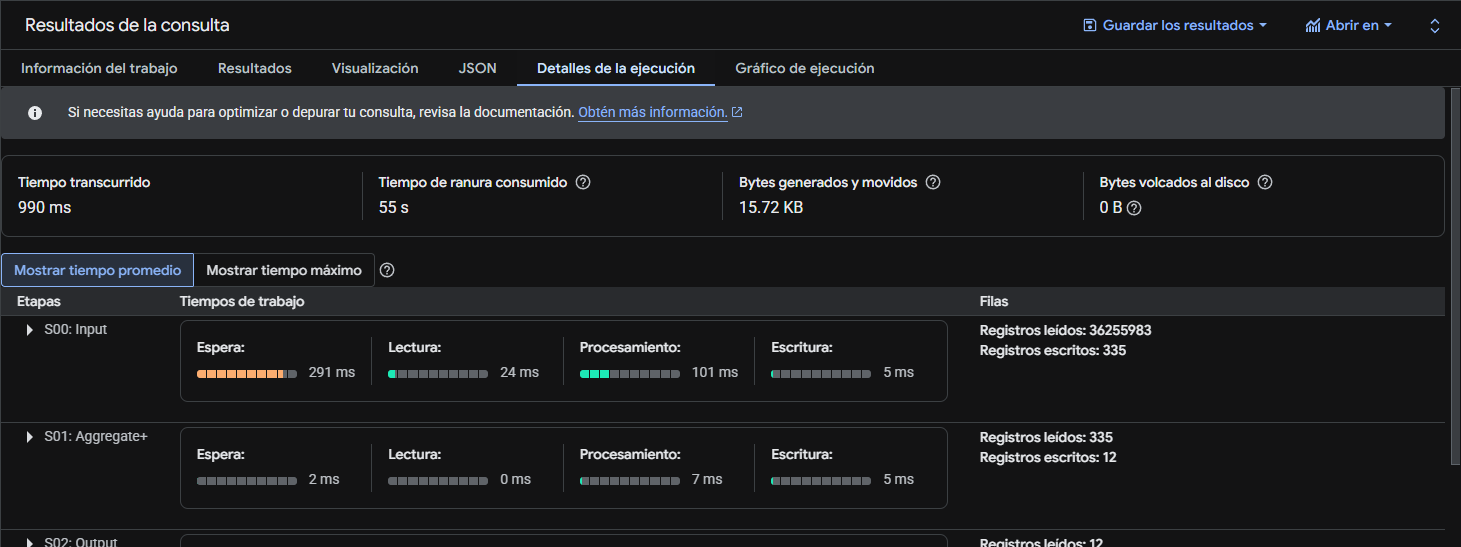 Resultados de la consulta
Guardar los resultados
Abrir en
Información del trabajo
Resultados
Visualización
JSON
Detalles de la ejecución
Gráfico de ejecución
Si necesitas ayuda para optimizar o depurar tu consulta, revisa la documentación. Obtén más información.
Tiempo transcurrido
990 ms
Tiempo de ranura consumido
55 s
Bytes generados y movidos
15.72 KB
Bytes volcados al disco
0 B
Mostrar tiempo promedio
Mostrar tiempo máximo
Etapas
Tiempos de trabajo
Filas
S00: Input
Espera:
291 ms
Lectura:
24 ms
Procesamiento:
101 ms
Escritura:
5 ms
Registros leídos: 36255983
Registros escritos: 335
S01: Aggregate+
Espera:
2 ms
Lectura:
0 ms
Procesamiento:
7 ms
Escritura:
5 ms
Registros leídos: 335
Registros escritos: 12
S02: Output
Registros leídos: 12